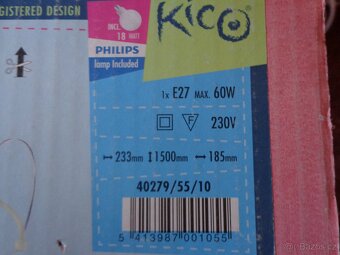 GISTERED DESIGN
INCL.
18 WATT
PHILIPS
lamp Included
KICO
1x E27 MAX. 60W
F 230V
233mm 1500mm 185mm
40279/55/10
5 413987 001055